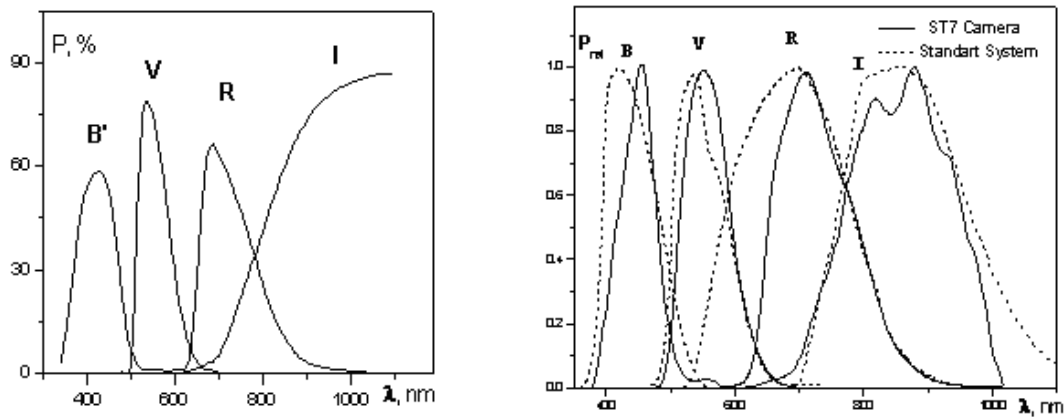 P, %
B'
V
R
I
90
60
30
0
400 600 800 1000 λ, nm
ST7 Camera
Standart System
P_rel B V R I
1.0
0.8
0.6
0.4
0.2
0.0
400 600 800 1000 λ, nm